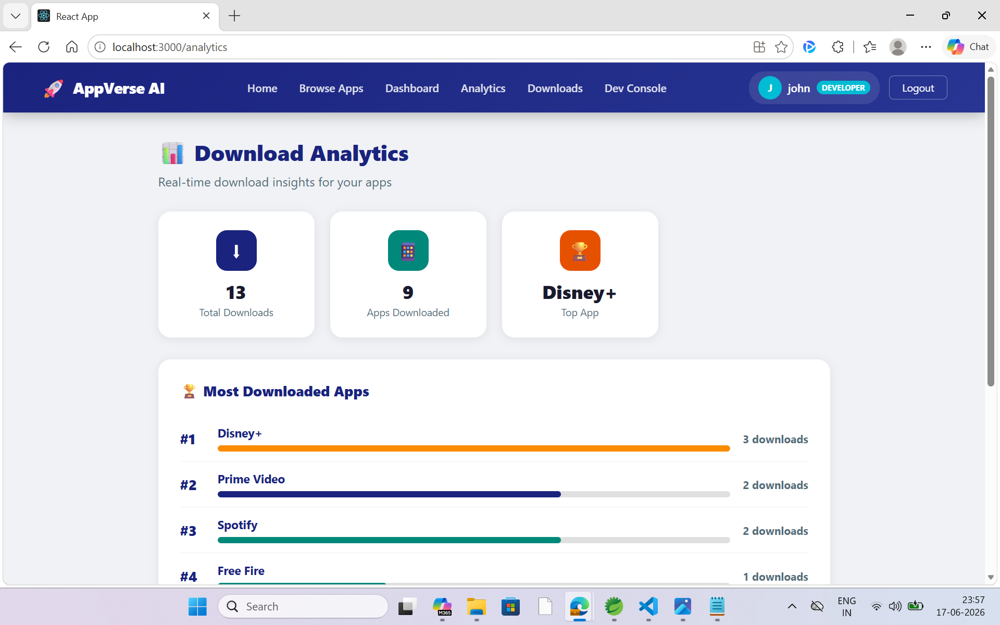 React App
localhost:3000/analytics
Chat
AppVerse AI
Home
Browse Apps
Dashboard
Analytics
Downloads
Dev Console
J
john
DEVELOPER
Logout
Download Analytics
Real-time download insights for your apps
13
Total Downloads
9
Apps Downloaded
Disney+
Top App
Most Downloaded Apps
#1
Disney+
3 downloads
#2
Prime Video
2 downloads
#3
Spotify
2 downloads
#4
Free Fire
1 downloads
Search
M365
ENG
IN
23:57
17-06-2026